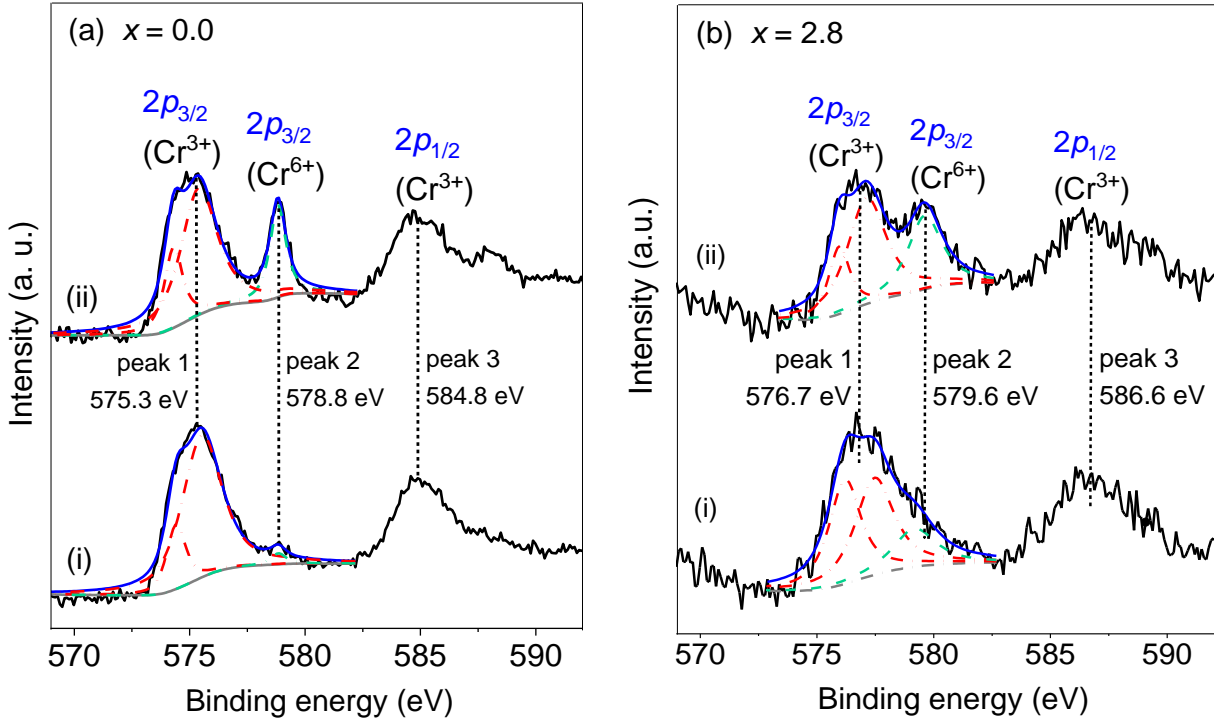 (a) x = 0.0
2p3/2
(Cr3+)
2p3/2
(Cr6+)
2p1/2
(Cr3+)
(ii)
peak 1
575.3 eV
peak 2
578.8 eV
peak 3
584.8 eV
(i)
Intensity (a. u.)
570 575 580 585 590
Binding energy (eV)
(b) x = 2.8
2p3/2
(Cr3+)
2p3/2
(Cr6+)
2p1/2
(Cr3+)
(ii)
peak 1
576.7 eV
peak 2
579.6 eV
peak 3
586.6 eV
(i)
Intensity (a.u.)
570 575 580 585 590
Binding energy (eV)